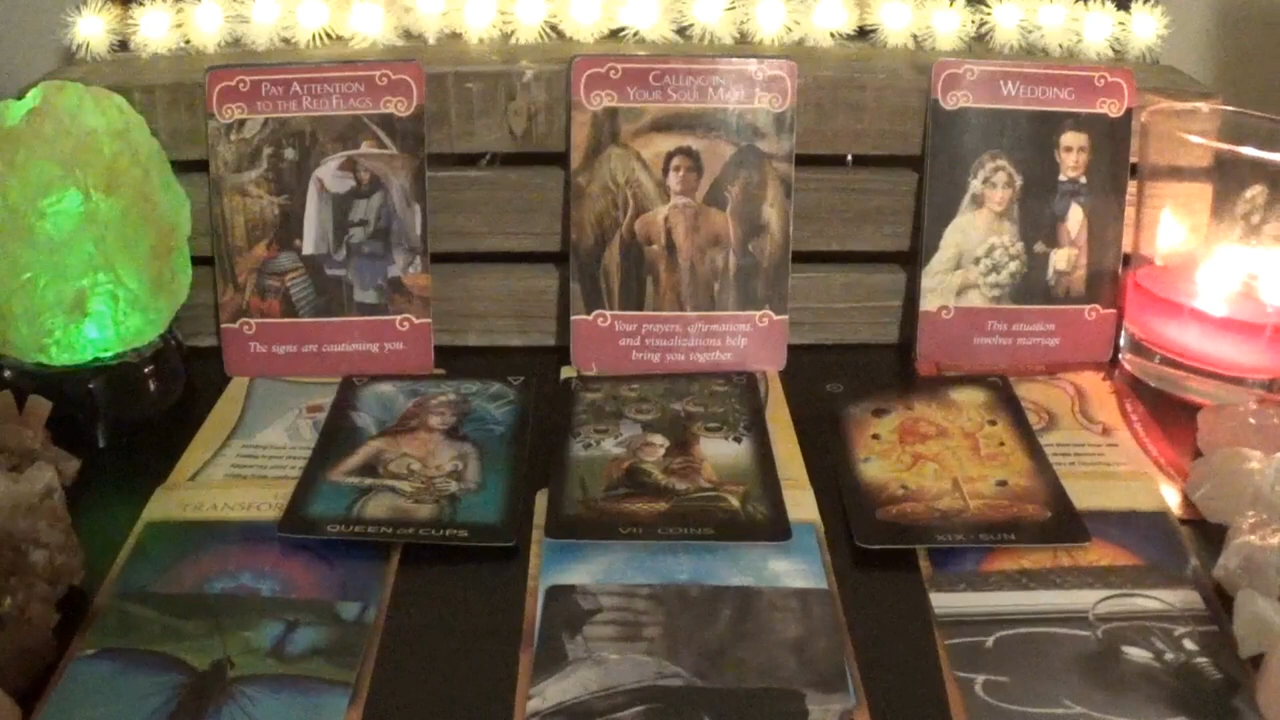 PAY ATTENTION
TO THE RED FLAGS
The signs are cautioning you.
CALLING IN
YOUR SOUL MATE
Your prayers, affirmations,
and visualizations help
bring you together.
WEDDING
This situation
involves marriage
QUEEN OF CUPS
VII · COINS
XIX · SUN